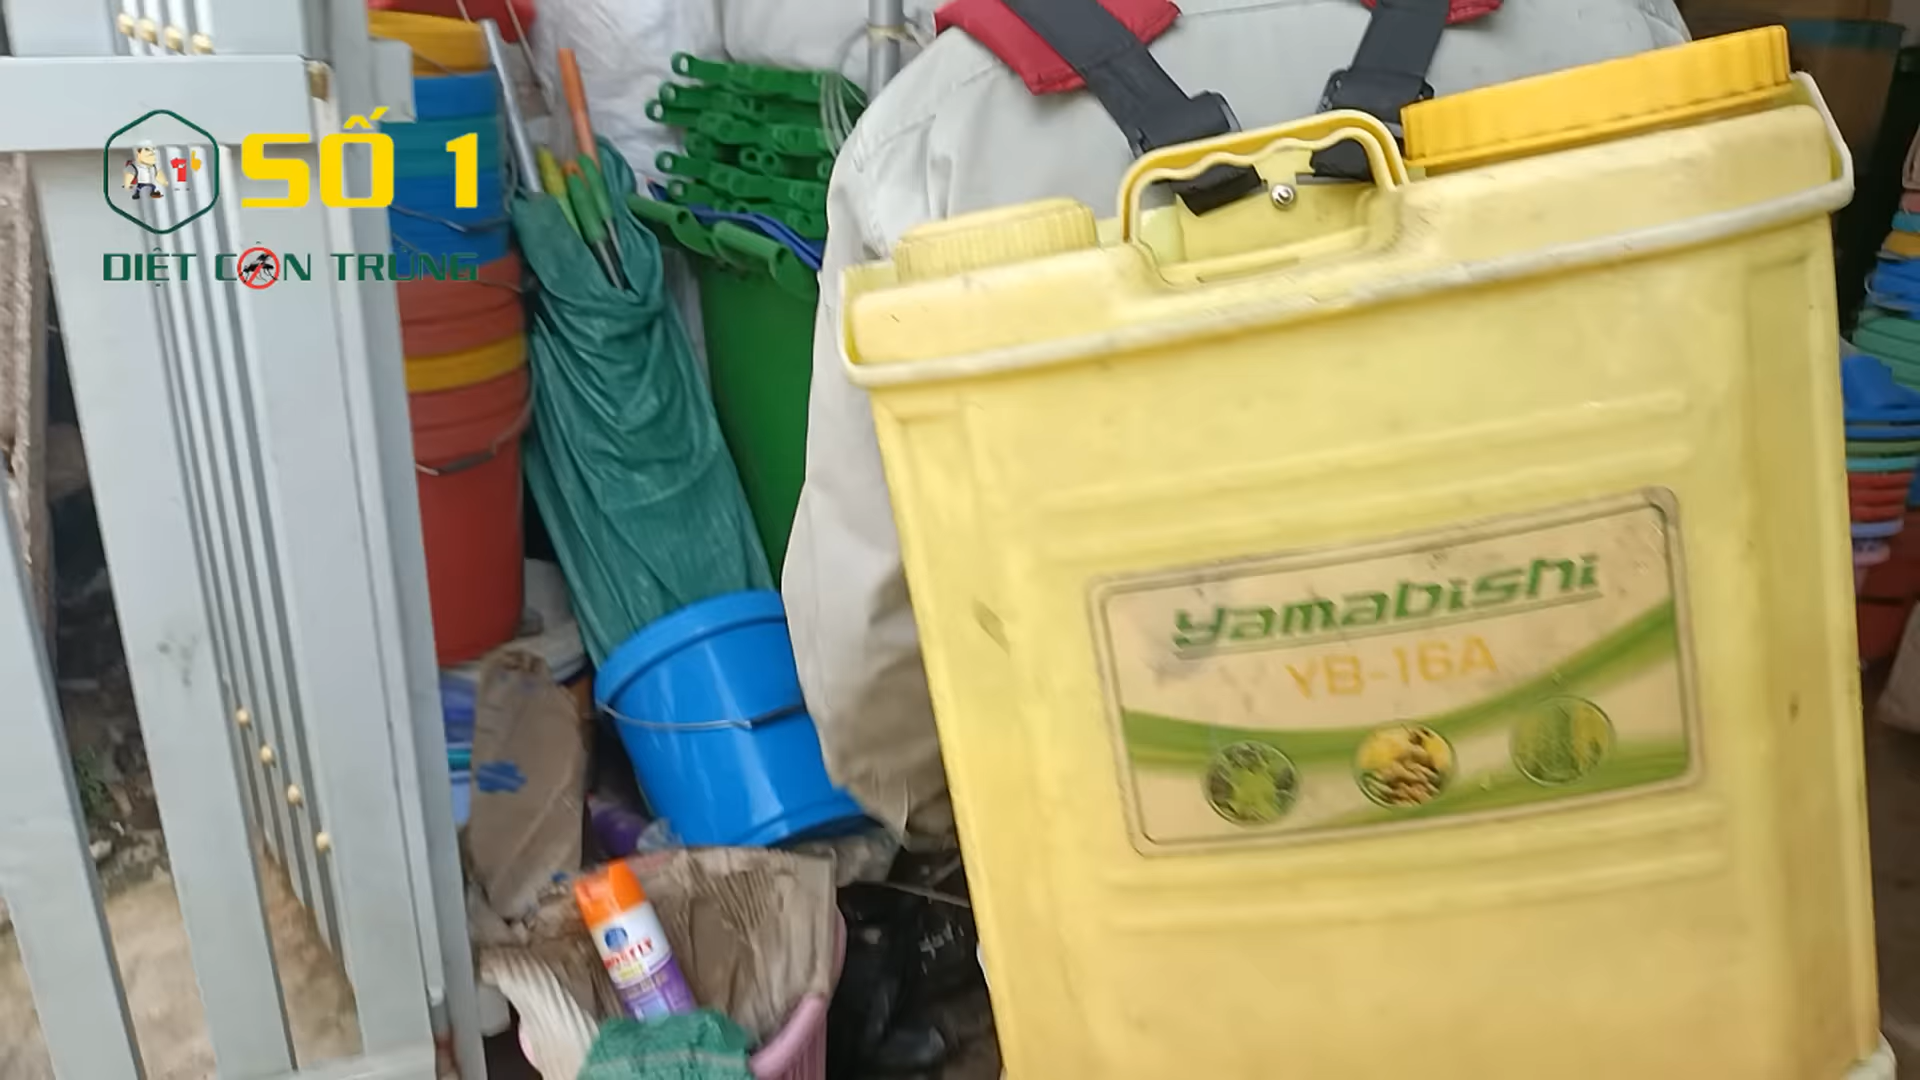 SỐ 1
DIỆT CÔN TRÙNG
yamabishi
YB-16A